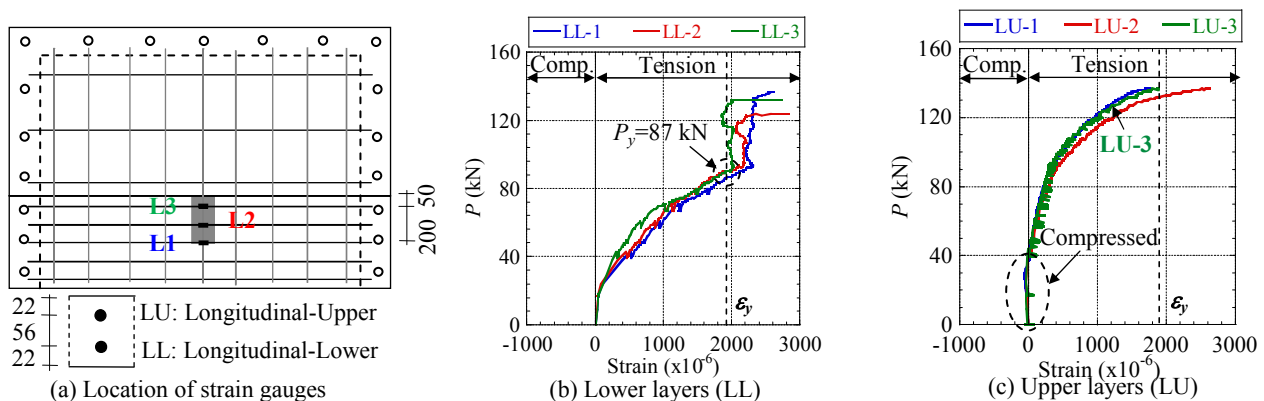 L3
L2
L1
50
200
22
56
22
LU: Longitudinal-Upper
LL: Longitudinal-Lower
(a) Location of strain gauges
LL-1 LL-2 LL-3
160
120
80
40
0
P (kN)
Comp. Tension
P_y=87 kN
ε_y
-1000 0 1000 2000 3000
Strain (x10⁻⁶)
(b) Lower layers (LL)
LU-1 LU-2 LU-3
160
120
80
40
0
P (kN)
Comp. Tension
LU-3
Compressed
ε_y
-1000 0 1000 2000 3000
Strain (x10⁻⁶)
(c) Upper layers (LU)